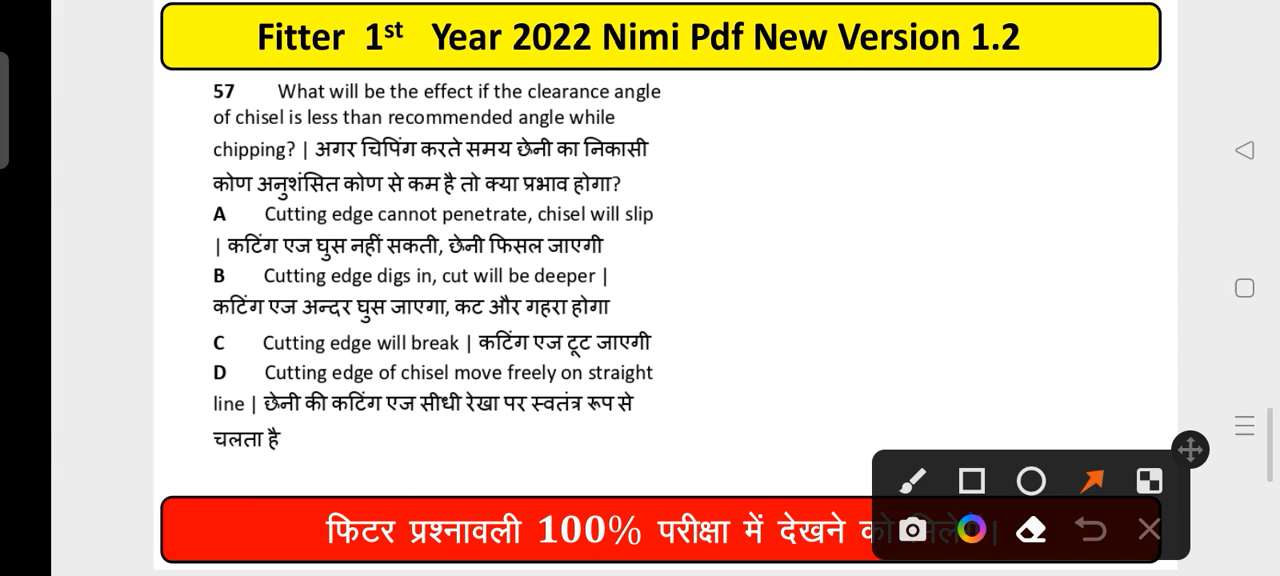 Fitter 1st Year 2022 Nimi Pdf New Version 1.2
57 What will be the effect if the clearance angle
of chisel is less than recommended angle while
chipping? | अगर चिपिंग करते समय छेनी का निकासी
कोण अनुशंसित कोण से कम है तो क्या प्रभाव होगा?
A Cutting edge cannot penetrate, chisel will slip
| कटिंग एज घुस नहीं सकती, छेनी फिसल जाएगी
B Cutting edge digs in, cut will be deeper |
कटिंग एज अन्दर घुस जाएगा, कट और गहरा होगा
C Cutting edge will break | कटिंग एज टूट जाएगी
D Cutting edge of chisel move freely on straight
line | छेनी की कटिंग एज सीधी रेखा पर स्वतंत्र रूप से
चलता है
फिटर प्रश्नावली 100% परीक्षा में देखने